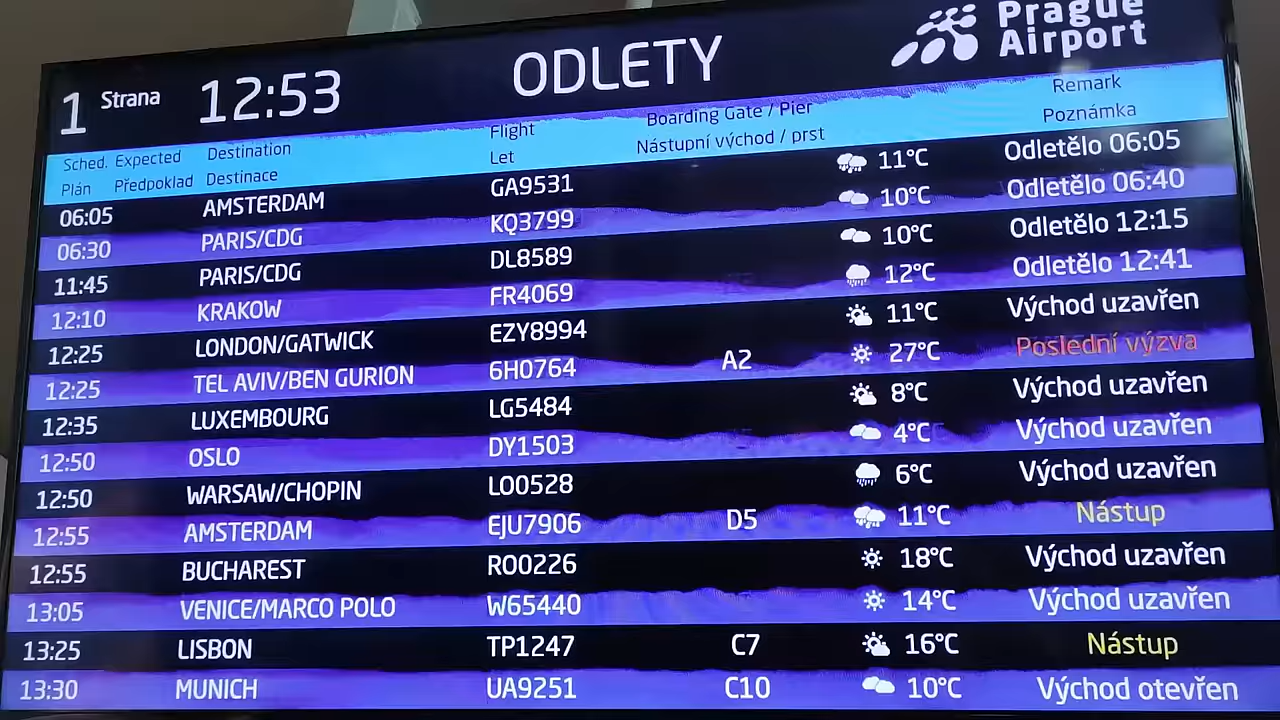 1 Strana 12:53 ODLETY Prague Airport
Sched. Expected Destination Flight Boarding Gate / Pier Remark
Plán Předpoklad Destinace Let Nástupní východ / prst Poznámka
06:05 AMSTERDAM GA9531 11°C Odletělo 06:05
06:30 PARIS/CDG KQ3799 10°C Odletělo 06:40
11:45 PARIS/CDG DL8589 10°C Odletělo 12:15
12:10 KRAKOW FR4069 12°C Odletělo 12:41
12:25 LONDON/GATWICK EZY8994 11°C Východ uzavřen
12:25 TEL AVIV/BEN GURION 6H0764 A2 27°C Poslední výzva
12:35 LUXEMBOURG LG5484 8°C Východ uzavřen
12:50 OSLO DY1503 4°C Východ uzavřen
12:50 WARSAW/CHOPIN LO0528 6°C Východ uzavřen
12:55 AMSTERDAM EJU7906 D5 11°C Nástup
12:55 BUCHAREST RO0226 18°C Východ uzavřen
13:05 VENICE/MARCO POLO W65440 14°C Východ uzavřen
13:25 LISBON TP1247 C7 16°C Nástup
13:30 MUNICH UA9251 C10 10°C Východ otevřen